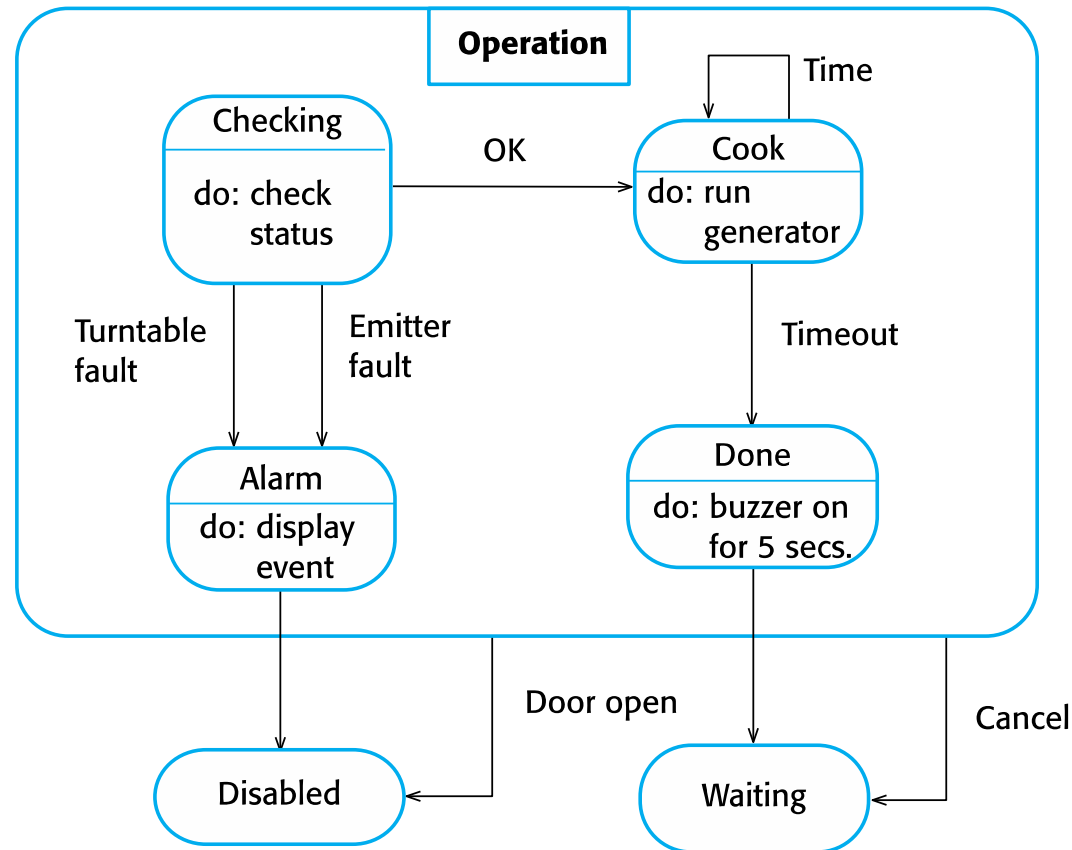 Operation
Time
Checking
OK
Cook
do: check
status
do: run
generator
Turntable
fault
Emitter
fault
Timeout
Alarm
do: display
event
Done
do: buzzer on
for 5 secs.
Door open
Cancel
Disabled
Waiting